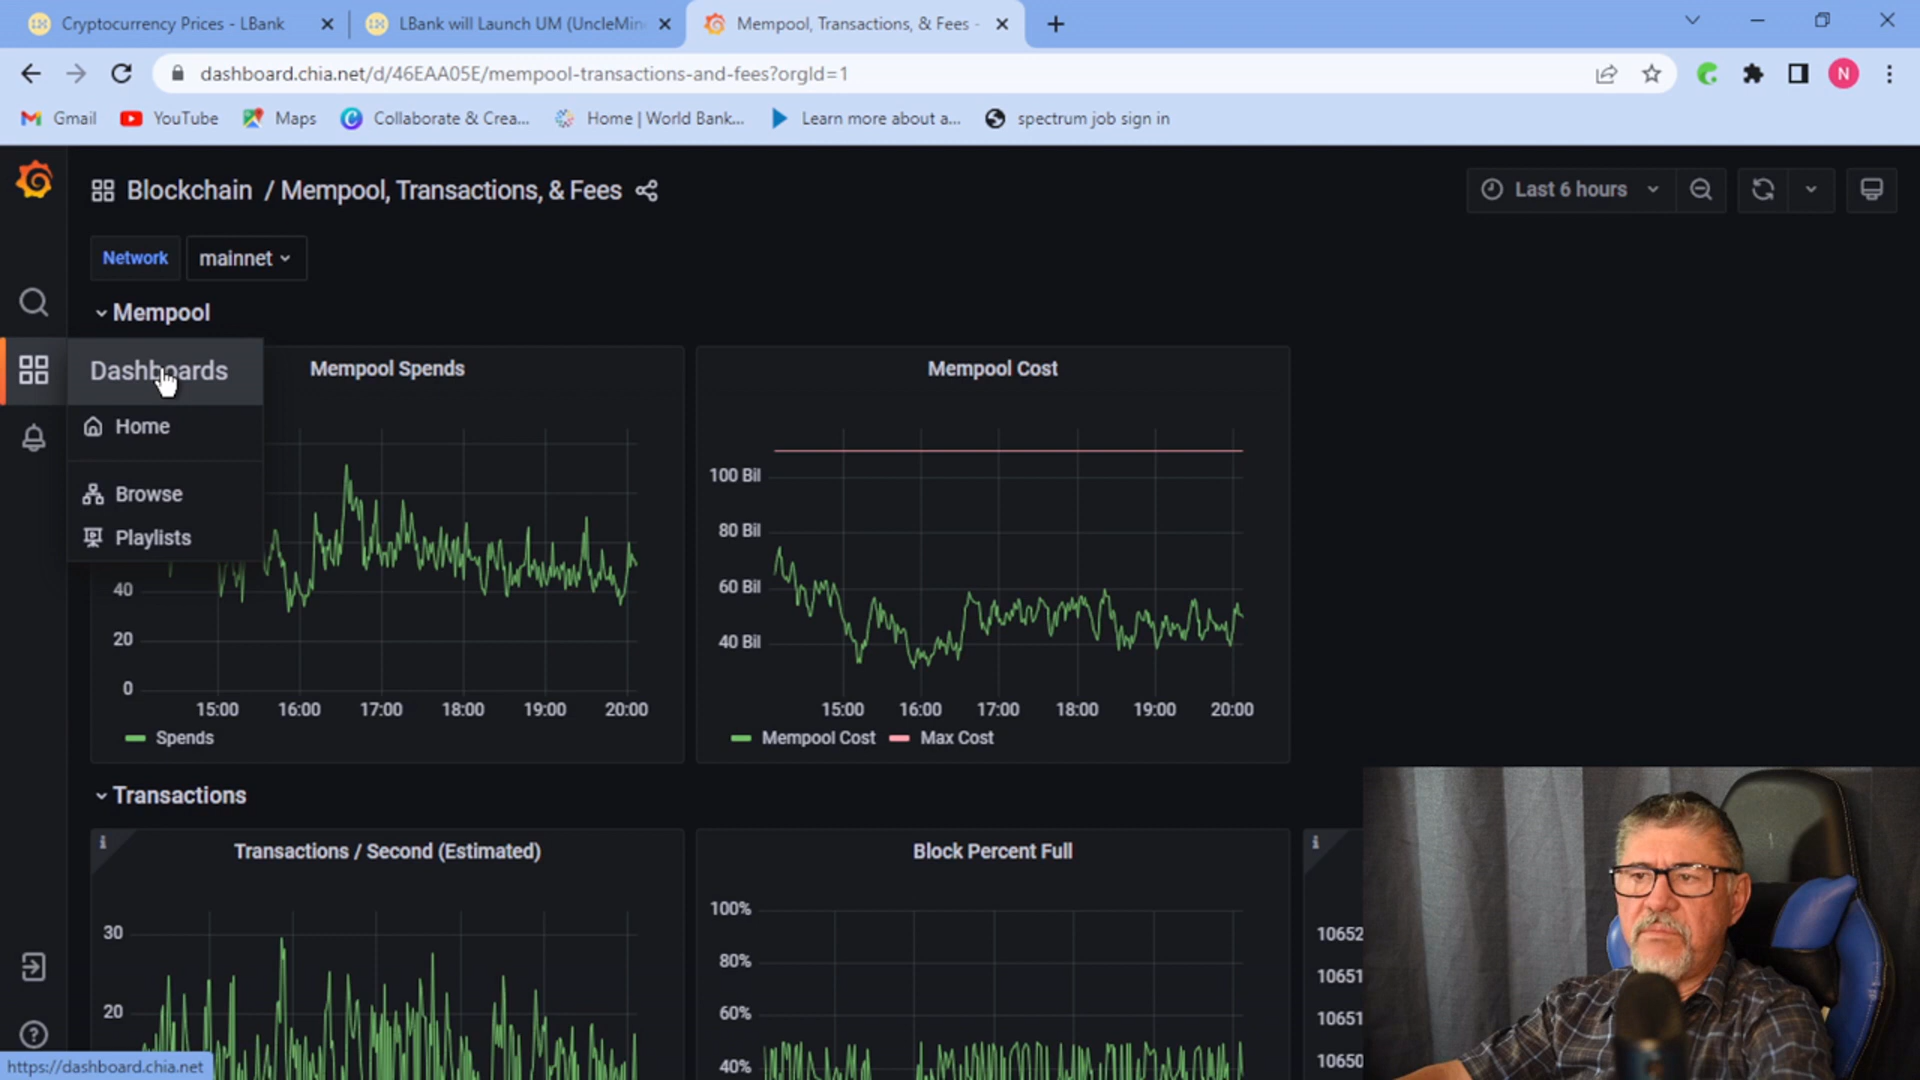 Cryptocurrency Prices - LBank
LBank will Launch UM (UncleMin
Mempool, Transactions, & Fees -
dashboard.chia.net/d/46EAA05E/mempool-transactions-and-fees?orgId=1
N
Gmail
YouTube
Maps
Collaborate & Crea...
Home | World Bank...
Learn more about a...
spectrum job sign in
Blockchain / Mempool, Transactions, & Fees
Last 6 hours
Network
mainnet
Mempool
Dashboards
Home
Browse
Playlists
Mempool Spends
40
20
0
15:00 16:00 17:00 18:00 19:00 20:00
Spends
Mempool Cost
100 Bil
80 Bil
60 Bil
40 Bil
15:00 16:00 17:00 18:00 19:00 20:00
Mempool Cost Max Cost
Transactions
Transactions / Second (Estimated)
30
20
Block Percent Full
100%
80%
60%
40%
10652
10651
10651
10650
https://dashboard.chia.net